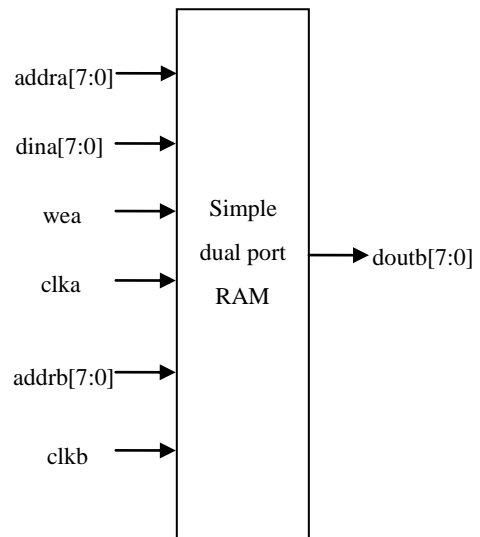 addra[7:0]
dina[7:0]
wea
clka
addrb[7:0]
clkb
Simple
dual port
RAM
doutb[7:0]